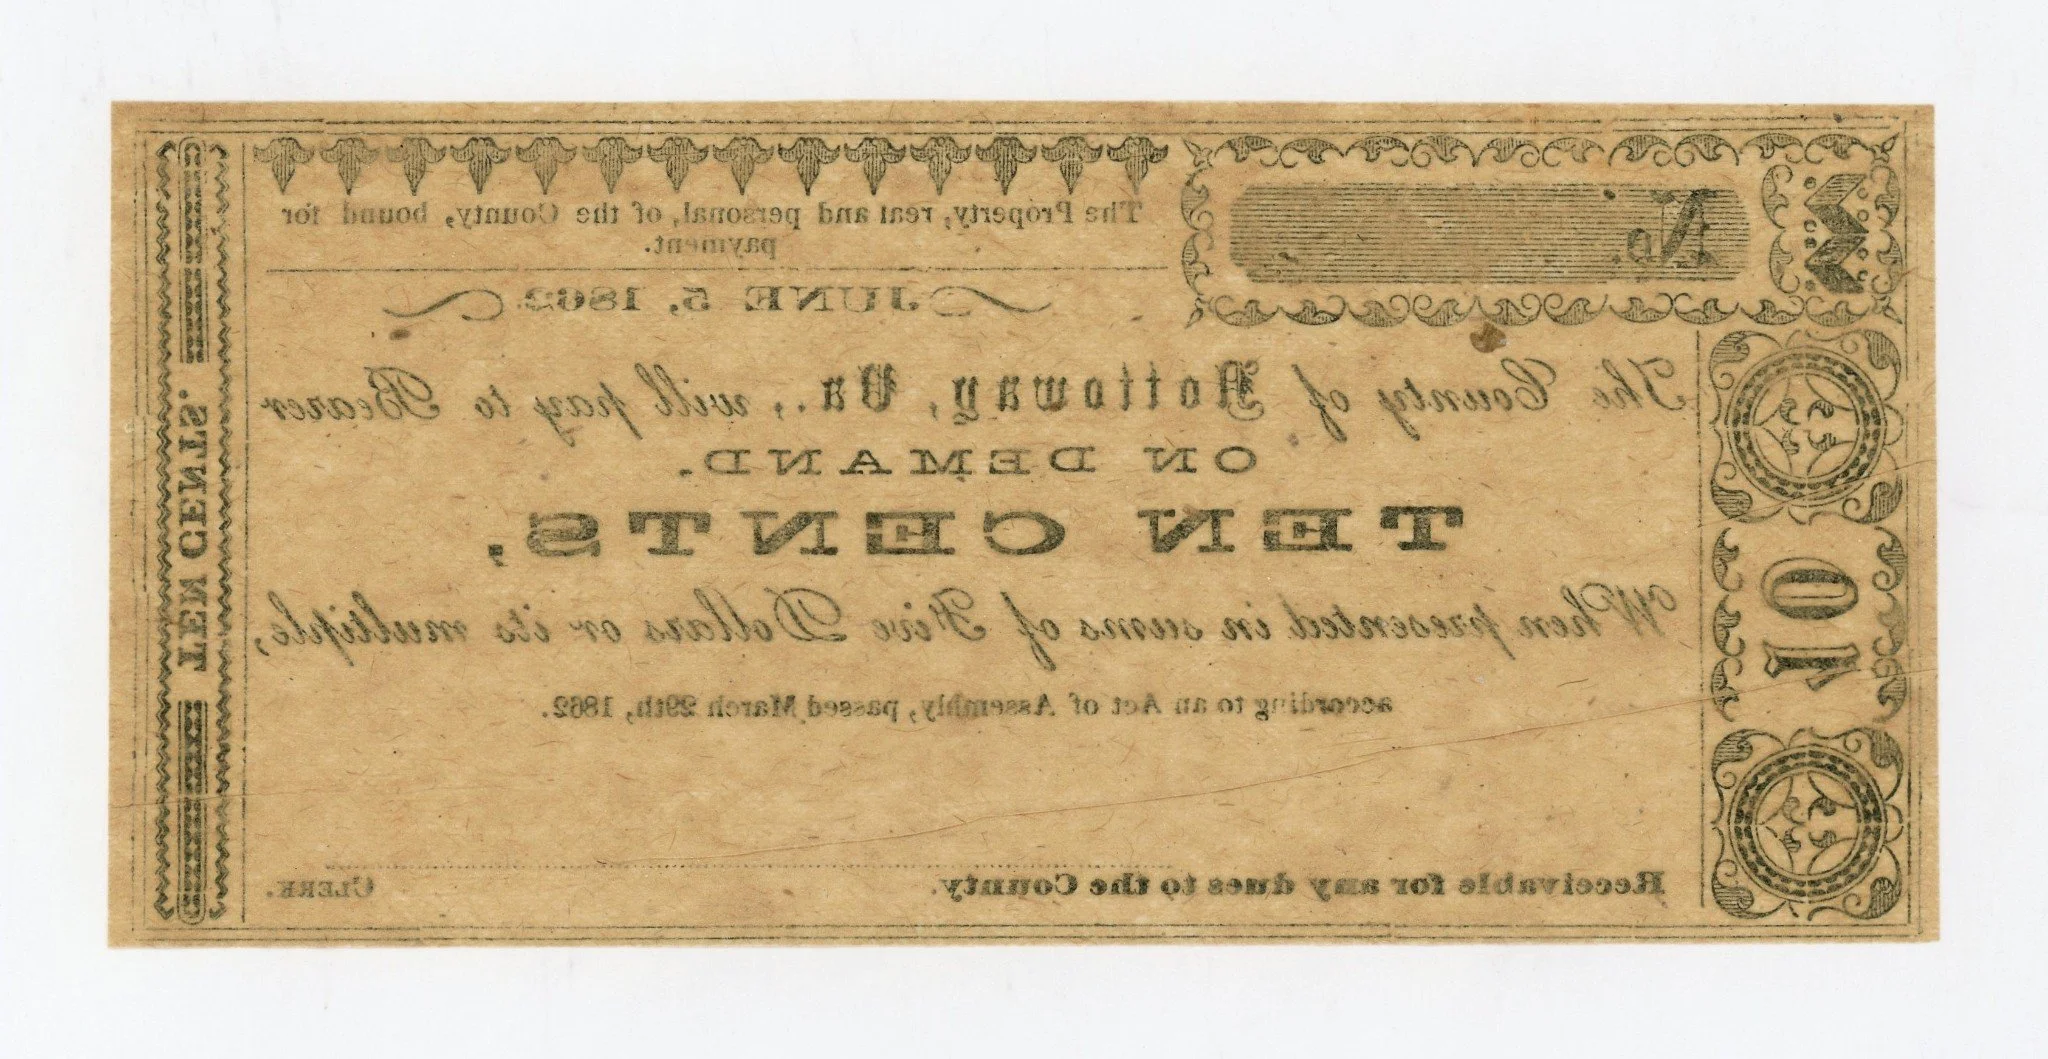 No.
The Property, real and personal, of the County, bound for
payment.
JUNE 5, 1862.
The County of Nottoway, Va., will pay to Bearer
ON DEMAND.
TEN CENTS,
When presented in sums of Five Dollars or its multiple,
according to an Act of Assembly, passed March 29th, 1862.
Receivable for any dues to the County.
CLERK.
10
TEN CENTS.